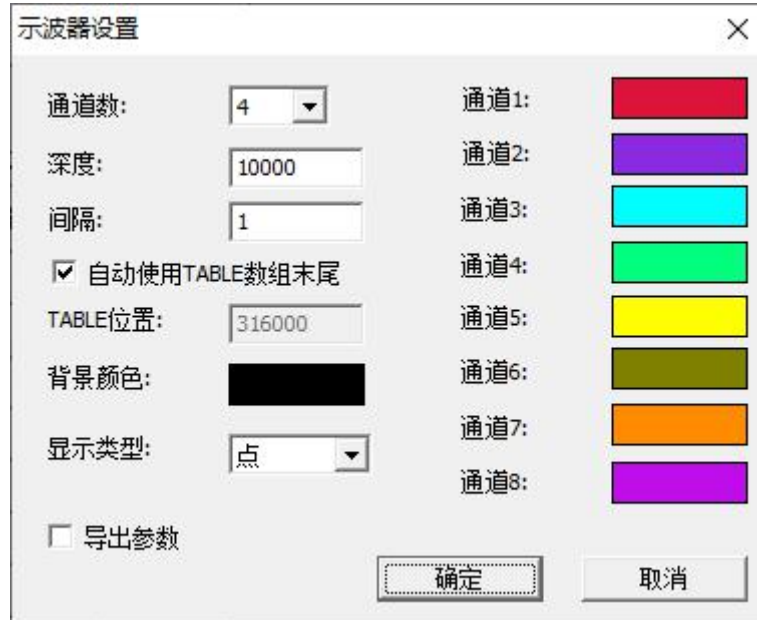 示波器设置
通道数: 4
深度: 10000
间隔: 1
自动使用TABLE数组末尾
TABLE位置: 316000
背景颜色:
显示类型: 点
导出参数
通道1:
通道2:
通道3:
通道4:
通道5:
通道6:
通道7:
通道8:
确定
取消